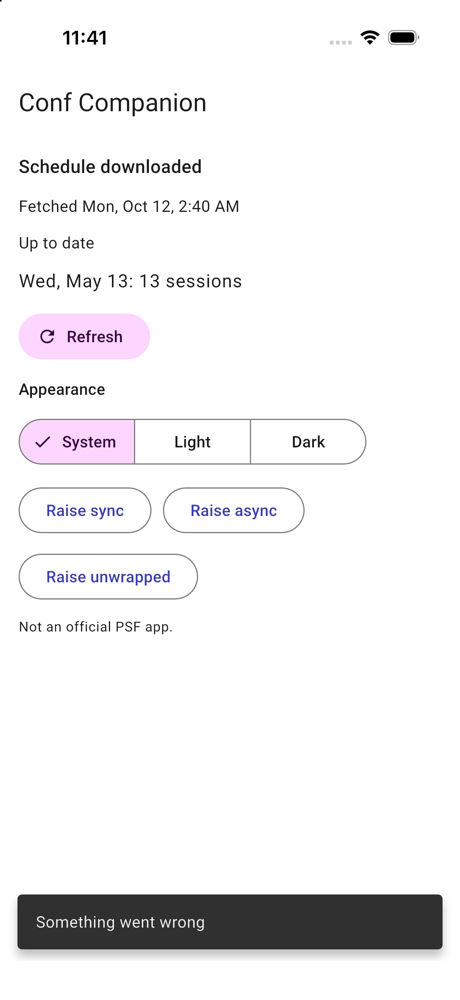 11:41
Conf Companion
Schedule downloaded
Fetched Mon, Oct 12, 2:40 AM
Up to date
Wed, May 13: 13 sessions
Refresh
Appearance
System Light Dark
Raise sync Raise async
Raise unwrapped
Not an official PSF app.
Something went wrong